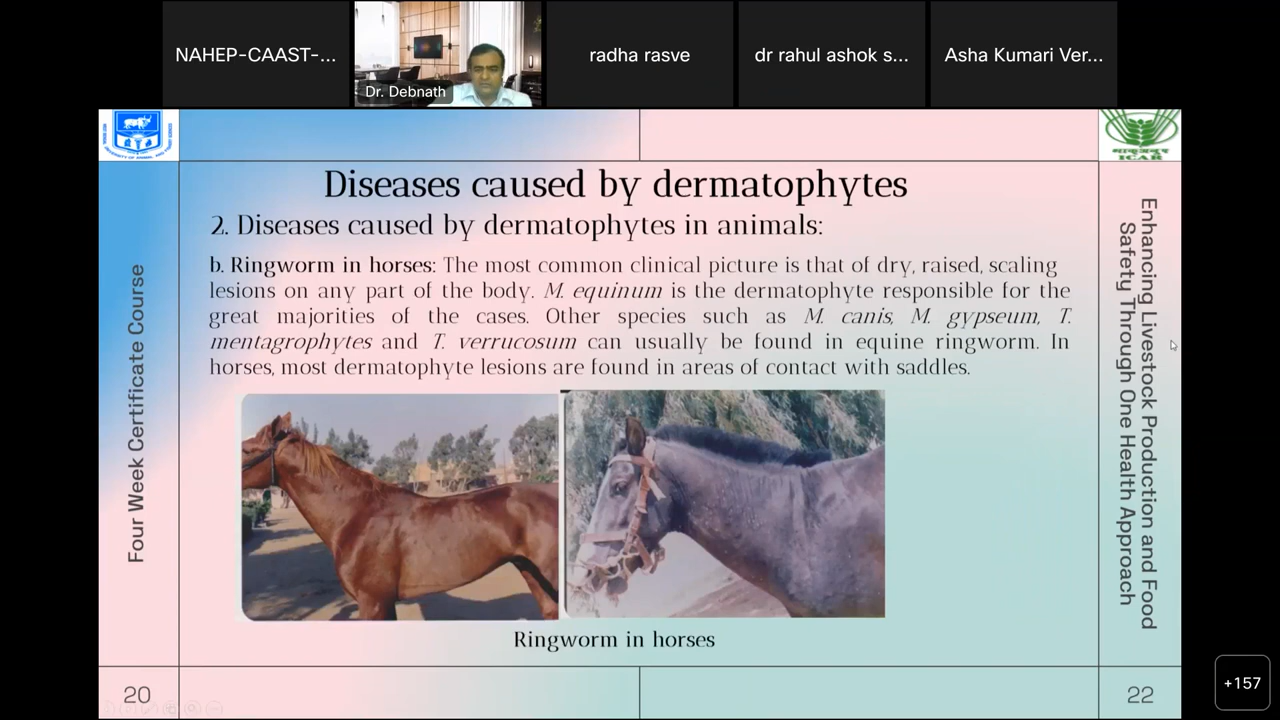 NAHEP-CAAST-...
Dr. Debnath
radha rasve
dr rahul ashok s...
Asha Kumari Ver...
ICAR
Diseases caused by dermatophytes
2. Diseases caused by dermatophytes in animals:
b. Ringworm in horses: The most common clinical picture is that of dry, raised, scaling
lesions on any part of the body. M. equinum is the dermatophyte responsible for the
great majorities of the cases. Other species such as M. canis, M. gypseum, T.
mentagrophytes and T. verrucosum can usually be found in equine ringworm. In
horses, most dermatophyte lesions are found in areas of contact with saddles.
Ringworm in horses
Four Week Certificate Course
Enhancing Livestock Production and Food
Safety Through One Health Approach
20
22
+157